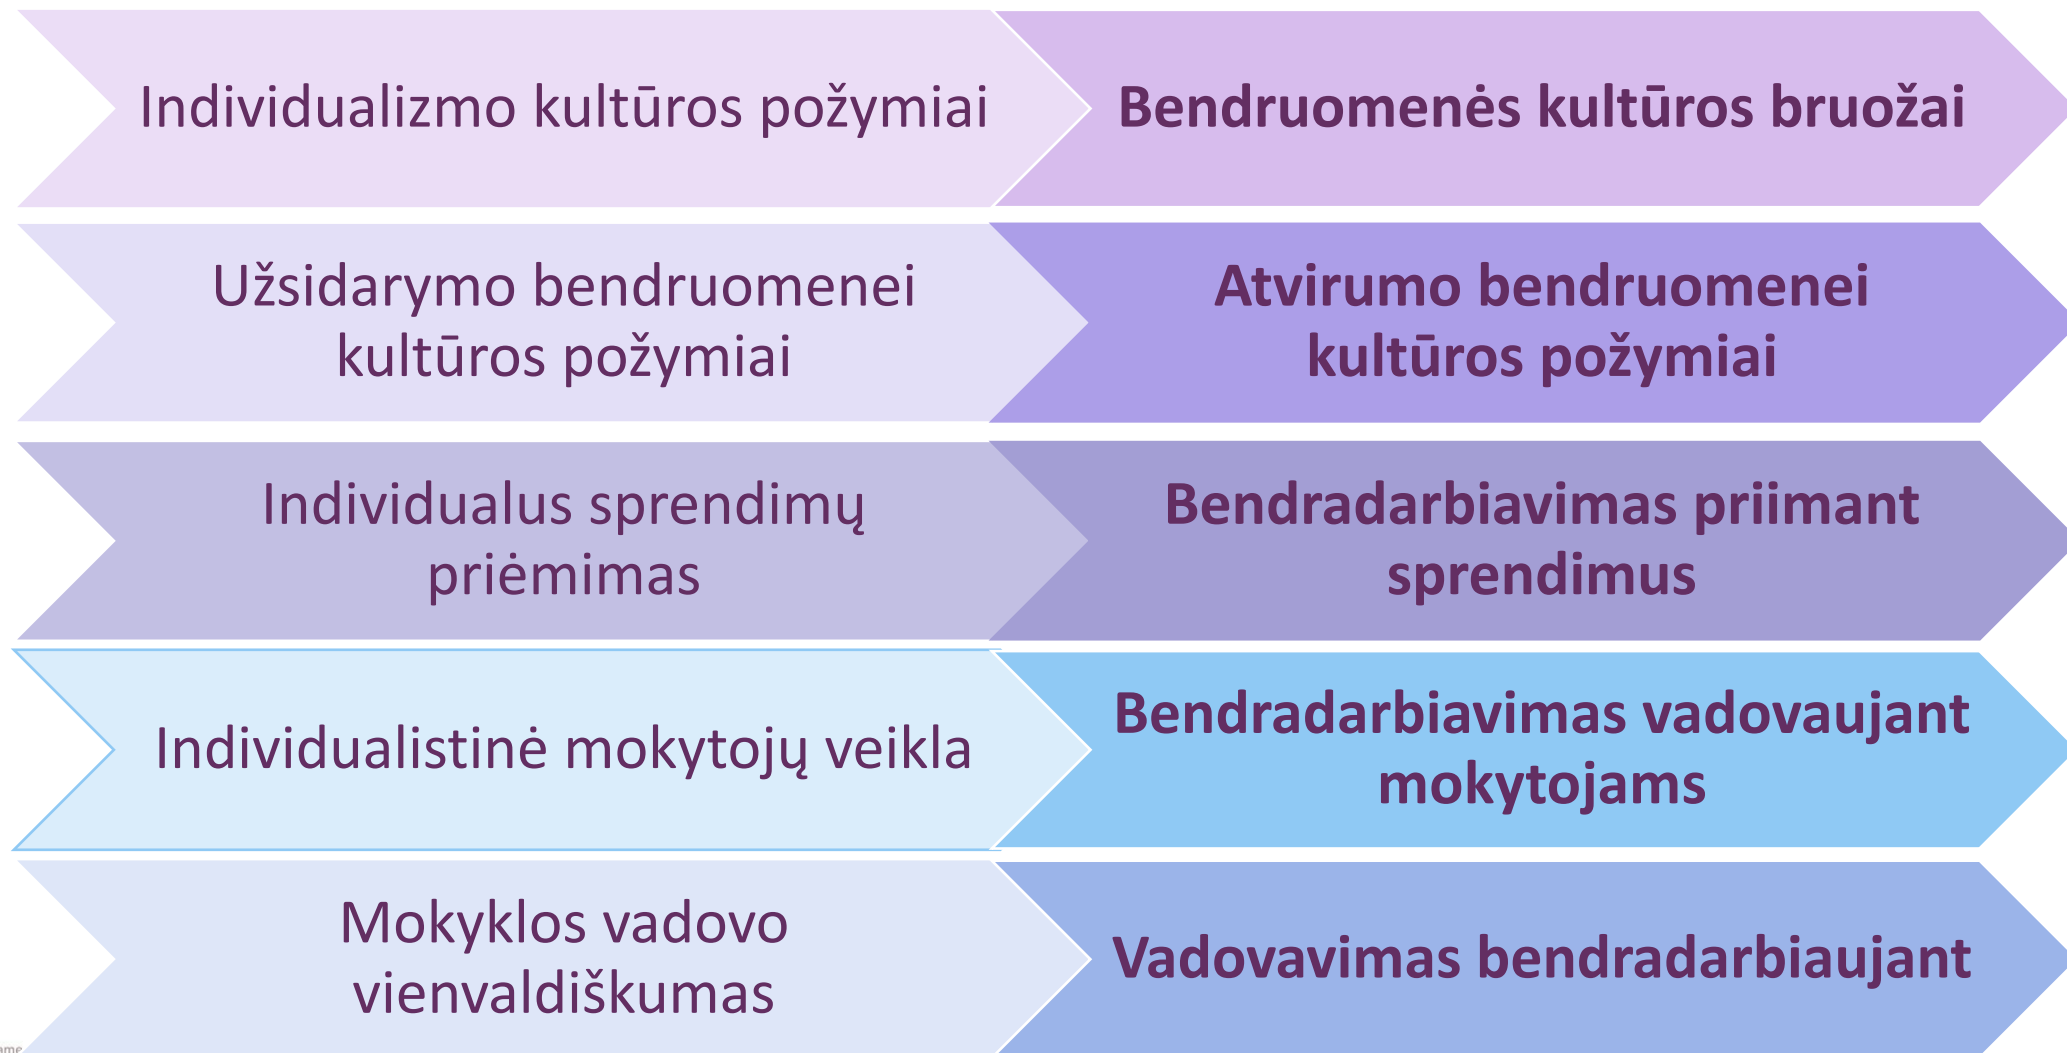 Individualizmo kultūros požymiai
Bendruomenės kultūros bruožai
Užsidarymo bendruomenei
kultūros požymiai
Atvirumo bendruomenei
kultūros požymiai
Individualus sprendimų
priėmimas
Bendradarbiavimas priimant
sprendimus
Individualistinė mokytojų veikla
Bendradarbiavimas vadovaujant
mokytojams
Mokyklos vadovo
vienvaldiškumas
Vadovavimas bendradarbiaujant